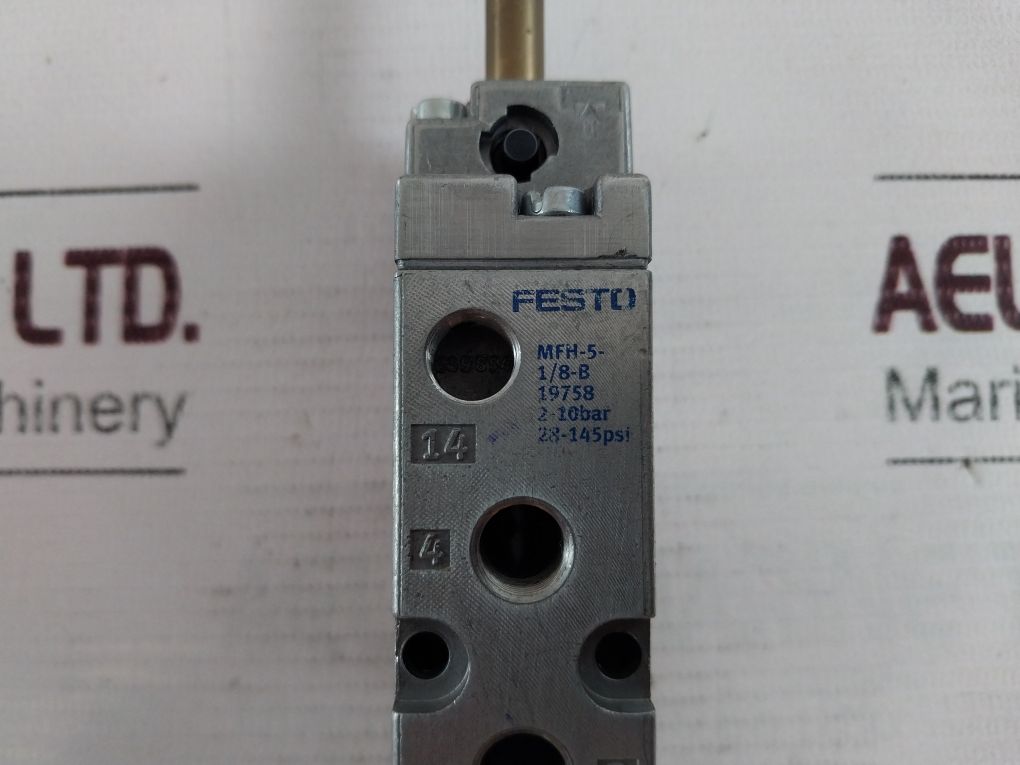 LTD.
hinery
AEU
Mari
FESTO
MFH-5-
1/8-B
19758
2-10bar
28-145psi
14
4